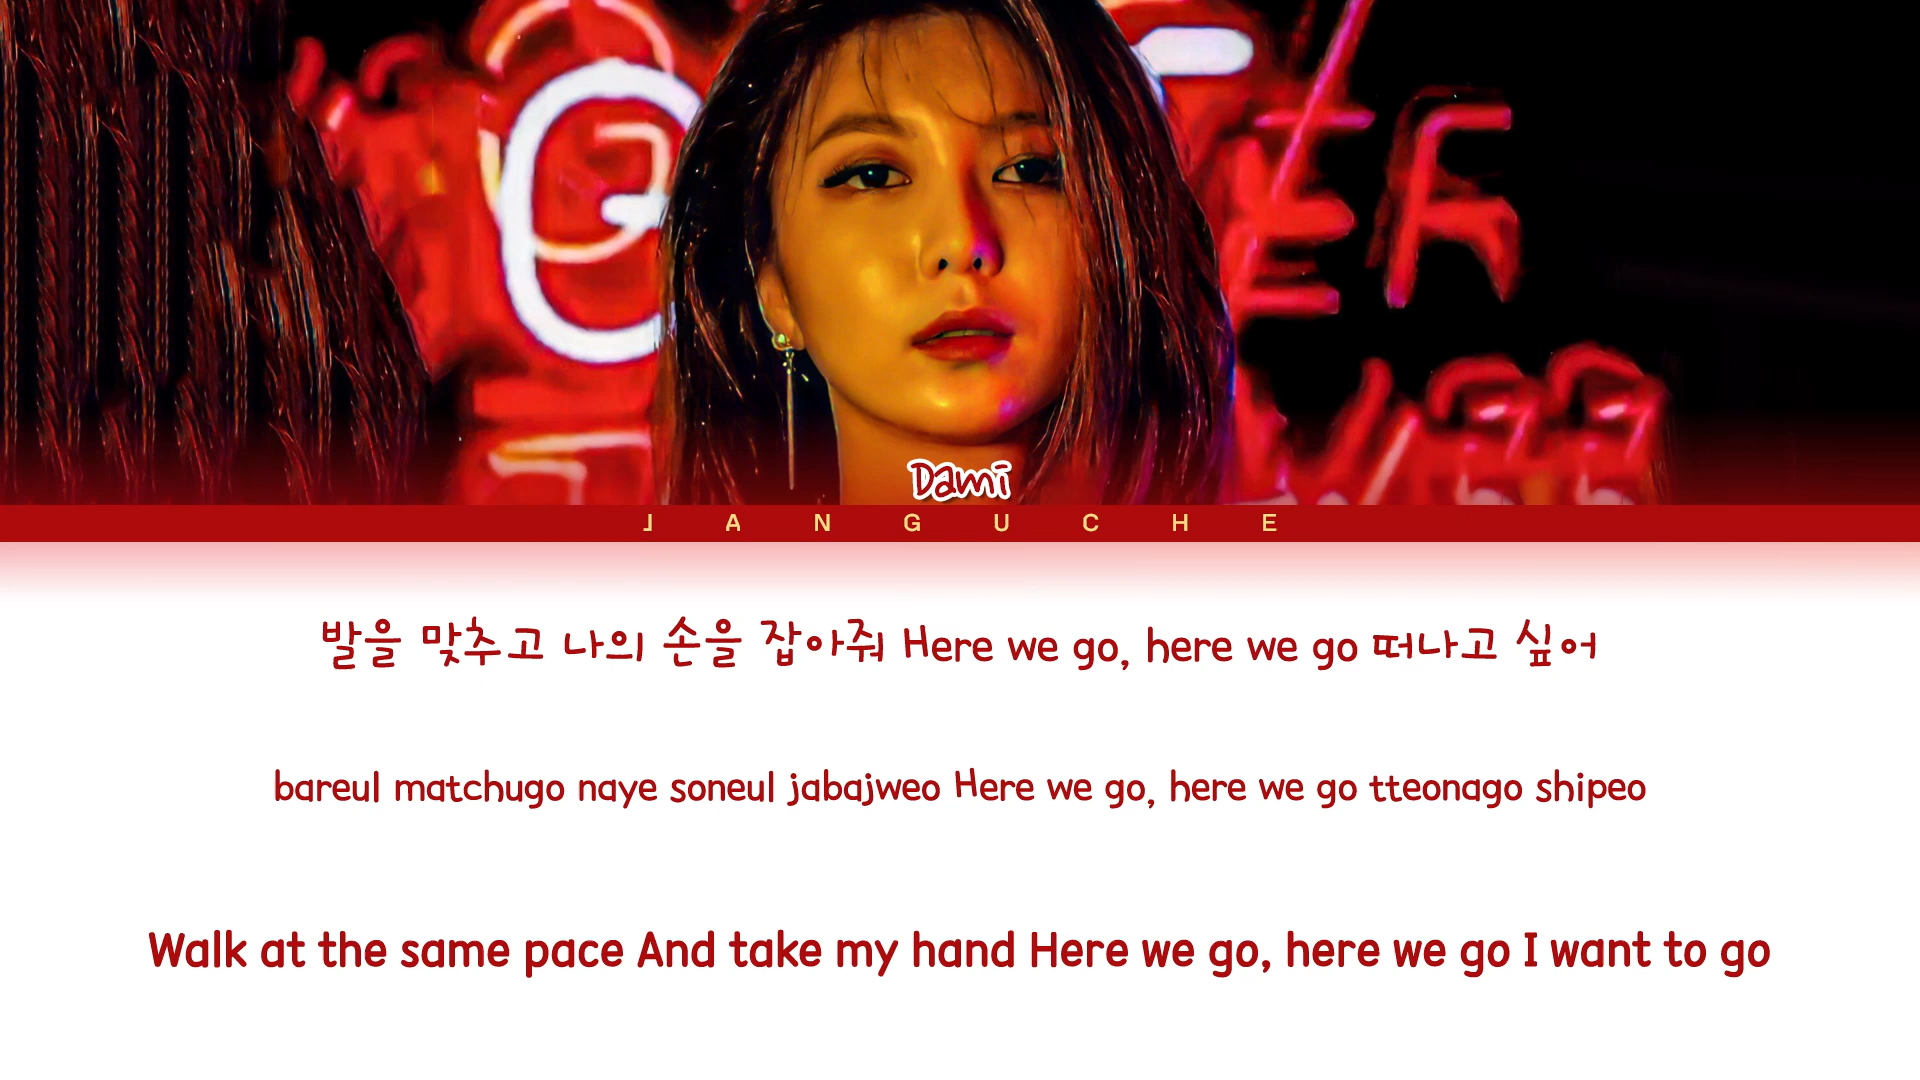 Dami
JANGUCHE
발을 맞추고 나의 손을 잡아줘 Here we go, here we go 떠나고 싶어
bareul matchugo naye soneul jabajweo Here we go, here we go tteonago shipeo
Walk at the same pace And take my hand Here we go, here we go I want to go